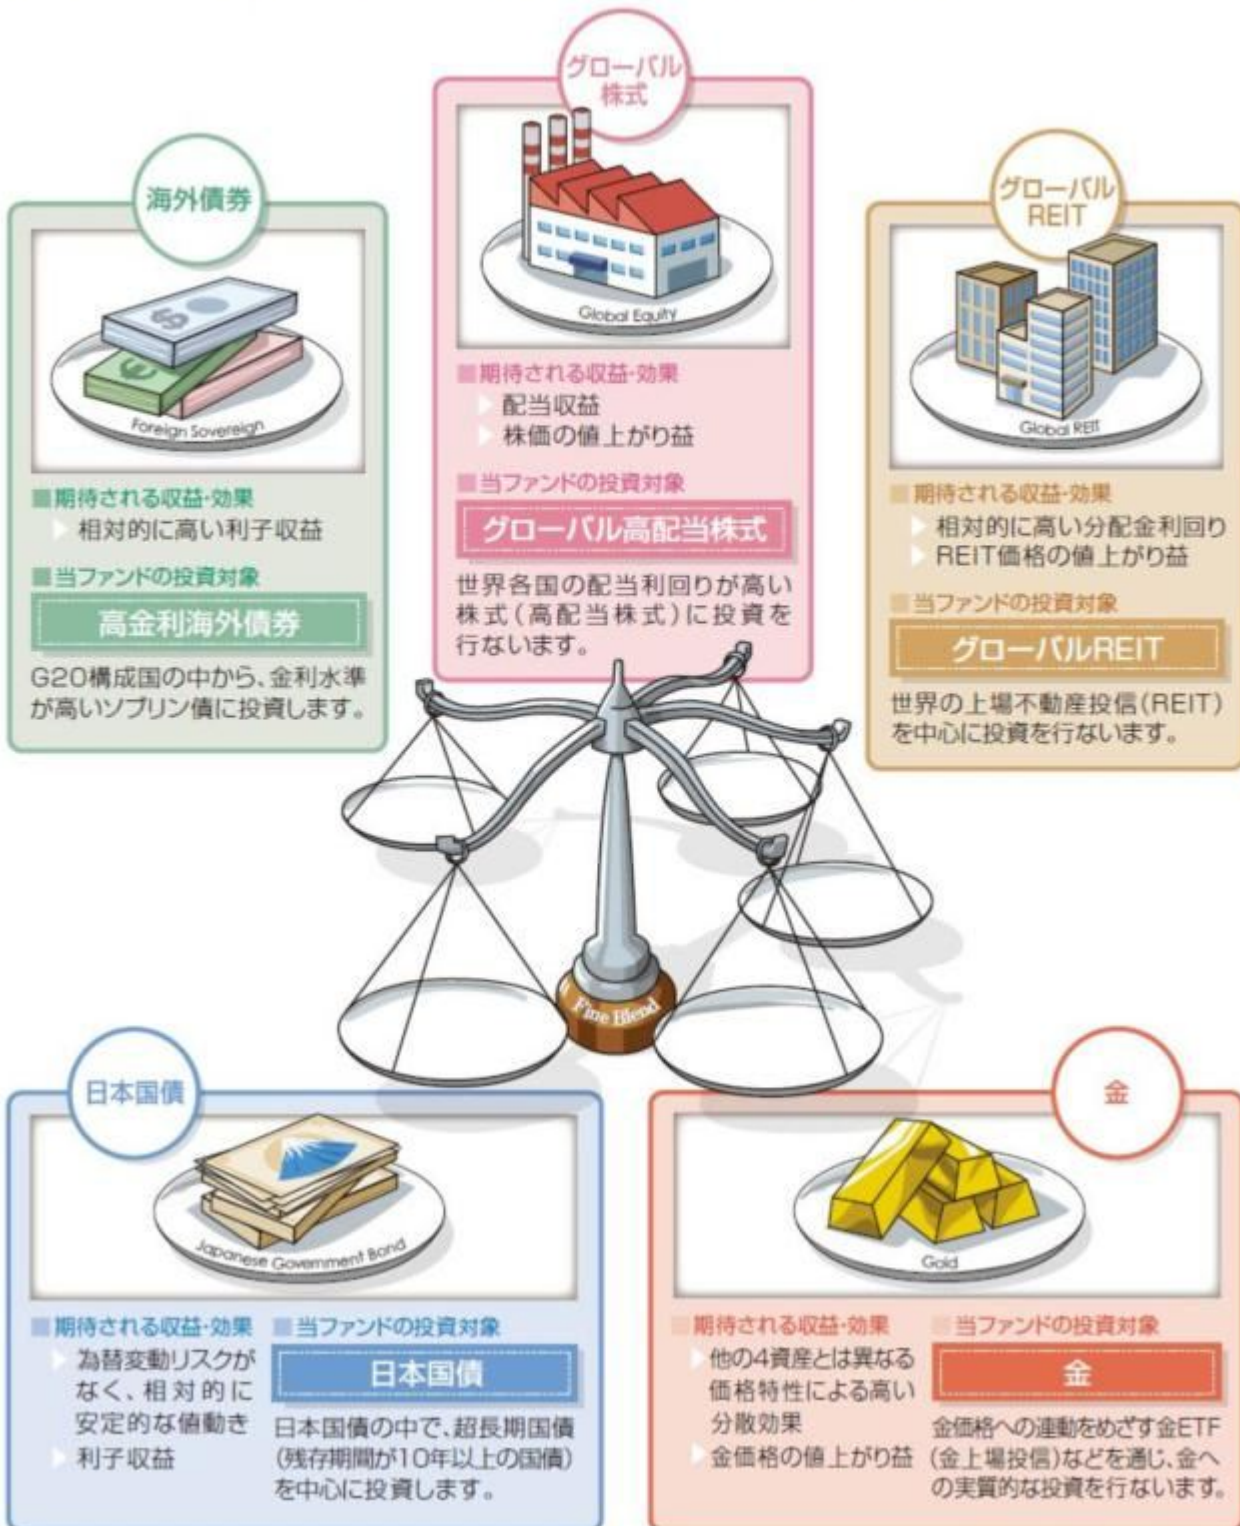 グローバル
株式
Global Equity
■期待される収益・効果
配当収益
株価の値上がり益
■当ファンドの投資対象
グローバル高配当株式
世界各国の配当利回りが高い
株式(高配当株式)に投資を
行ないます。
海外債券
Foreign Sovereign
■期待される収益・効果
相対的に高い利子収益
■当ファンドの投資対象
高金利海外債券
G20構成国の中から、金利水準
が高いソブリン債に投資します。
グローバル
REIT
Global REIT
■期待される収益・効果
相対的に高い分配金利回り
REIT価格の値上がり益
■当ファンドの投資対象
グローバルREIT
世界の上場不動産投信(REIT)
を中心に投資を行ないます。
Fine Blend
日本国債
Japanese Government Bond
■期待される収益・効果
為替変動リスクが
なく、相対的に
安定的な値動き
利子収益
■当ファンドの投資対象
日本国債
日本国債の中で、超長期国債
(残存期間が10年以上の国債)
を中心に投資します。
金
Gold
■期待される収益・効果
他の4資産とは異なる
価格特性による高い
分散効果
金価格の値上がり益
■当ファンドの投資対象
金
金価格への連動をめざす金ETF
(金上場投信)などを通じ、金へ
の実質的な投資を行ないます。